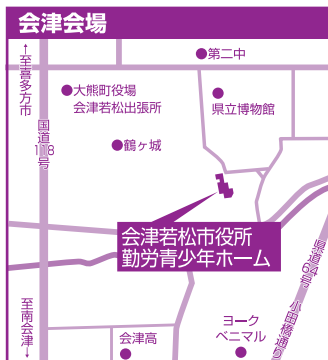 会津会場
↑至喜多方市
第二中
大熊町役場
会津若松出張所
県立博物館
国道118号
鶴ヶ城
会津若松市役所
勤労青少年ホーム
県道64号
小田橋通り
至南会津↓
会津高
ヨーク
ベニマル